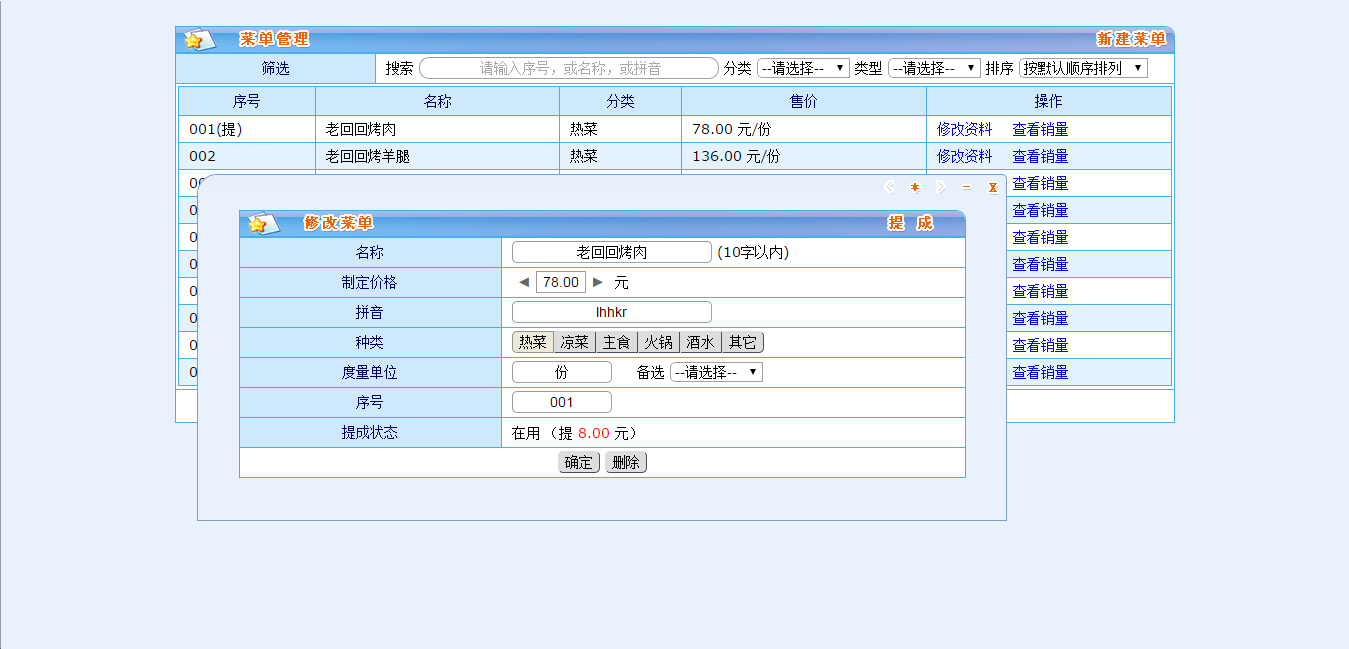 菜单管理 新建菜单
筛选 搜索 请输入序号，或名称，或拼音 分类 --请选择-- 类型 --请选择-- 排序 按默认顺序排列
序号 名称 分类 售价 操作
001(提) 老回回烤肉 热菜 78.00 元/份 修改资料 查看销量
002 老回回烤羊腿 热菜 136.00 元/份 修改资料 查看销量
查看销量
查看销量
查看销量
查看销量
查看销量
查看销量
查看销量
查看销量
修改菜单 提 成
名称 老回回烤肉 (10字以内)
制定价格 ◀ 78.00 ▶ 元
拼音 lhhkr
种类 热菜 凉菜 主食 火锅 酒水 其它
度量单位 份 备选 --请选择--
序号 001
提成状态 在用 （提 8.00 元）
确定 删除